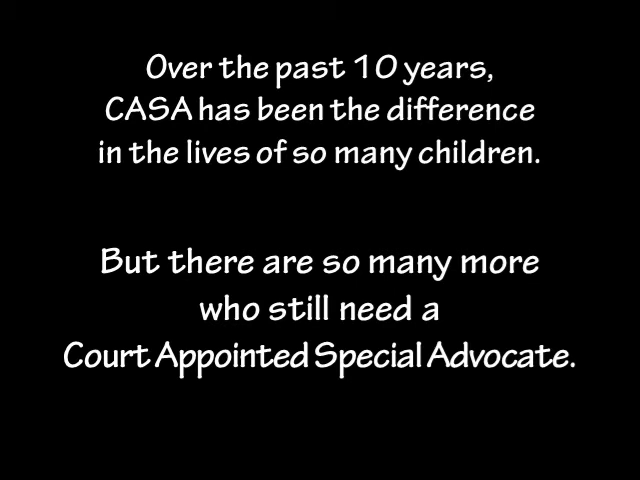 Over the past 10 years,
CASA has been the difference
in the lives of so many children.
But there are so many more
who still need a
Court Appointed Special Advocate.